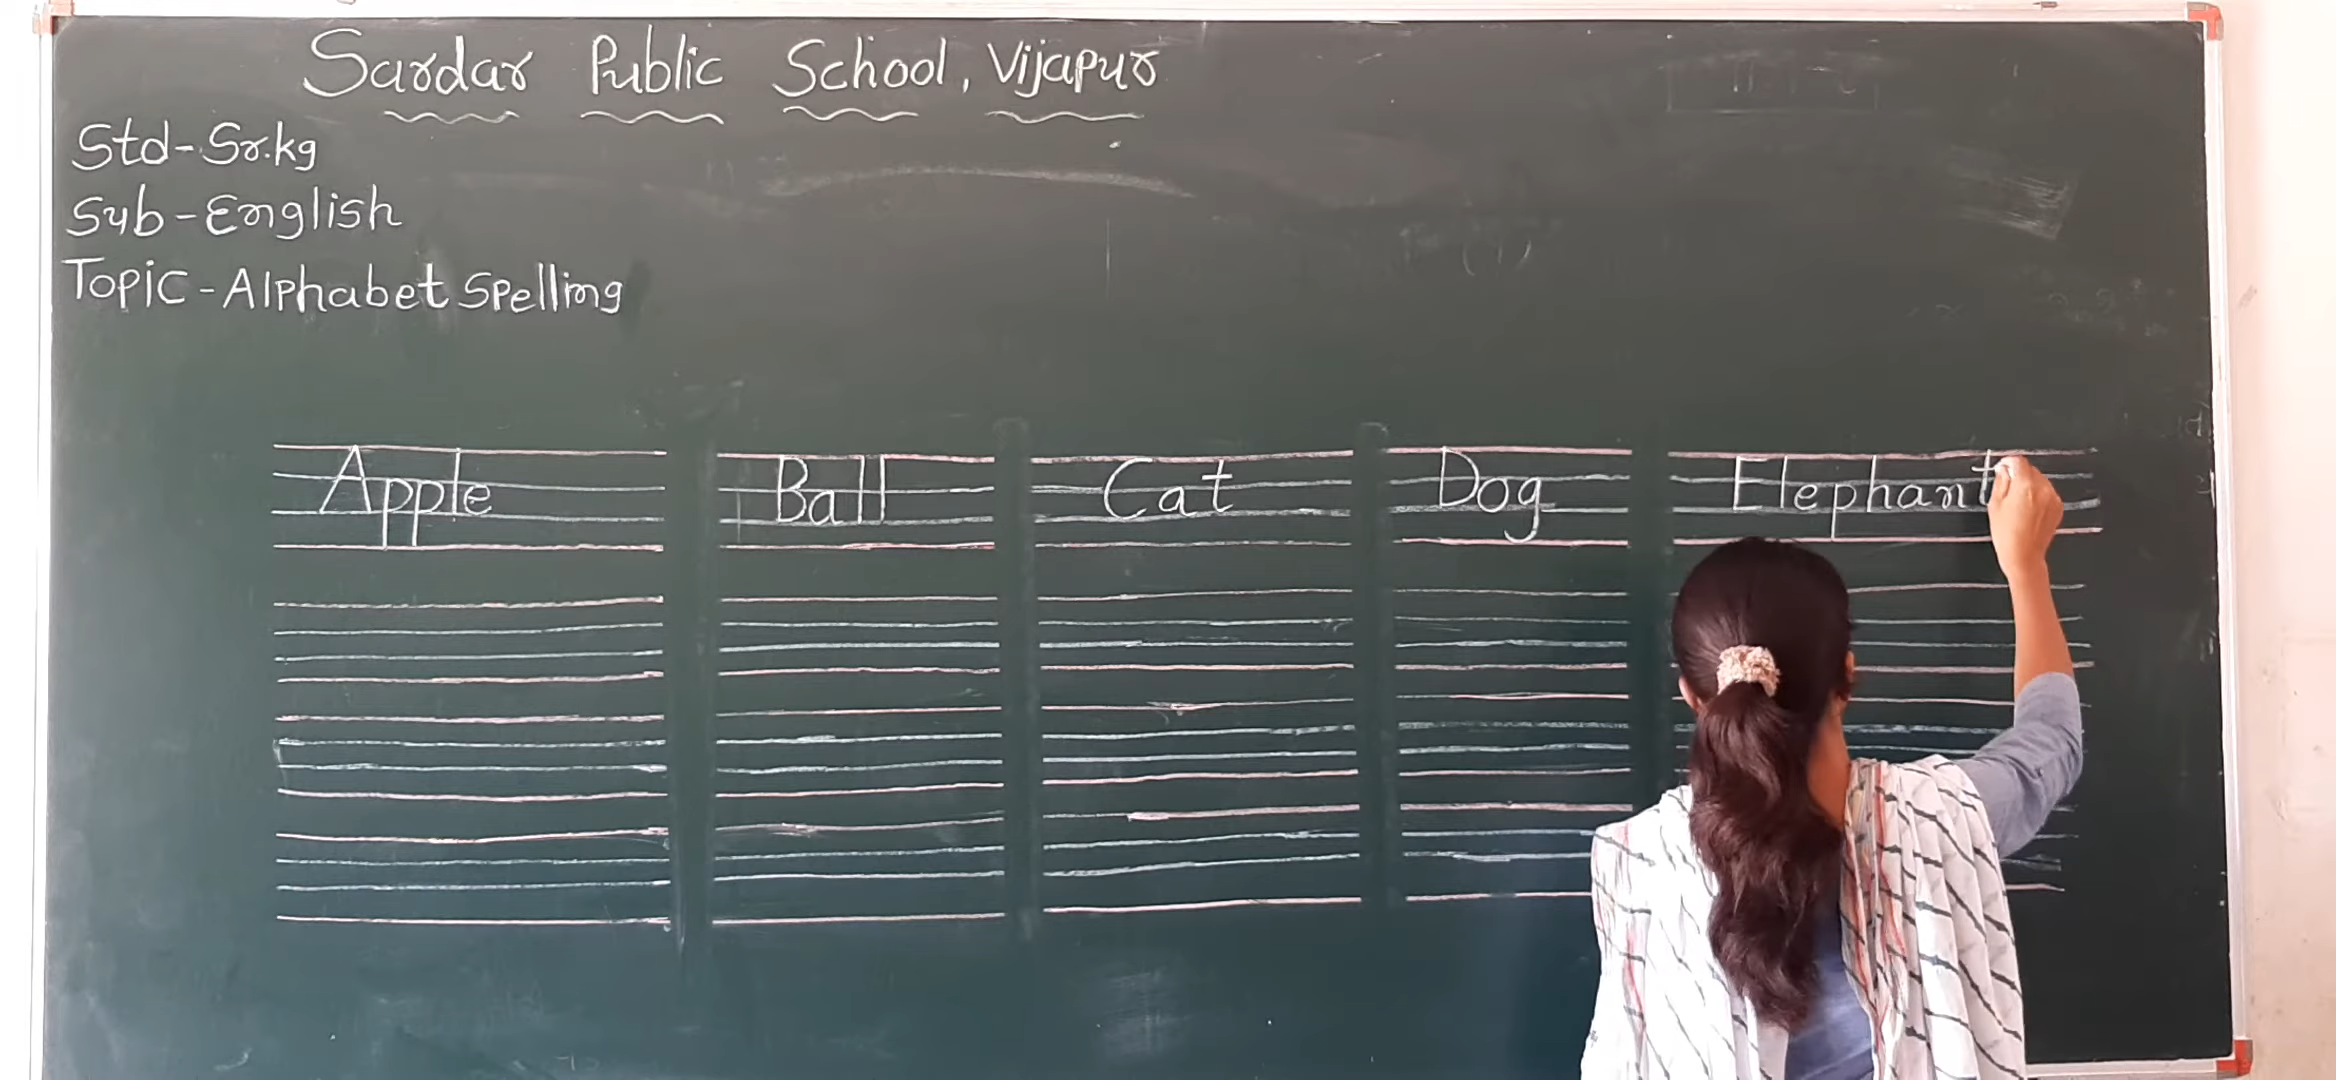 Sardar Public School, Vijapur
Std-Sr.kg
Sub-English
Topic-Alphabet Spelling
Apple Ball Cat Dog Elephant